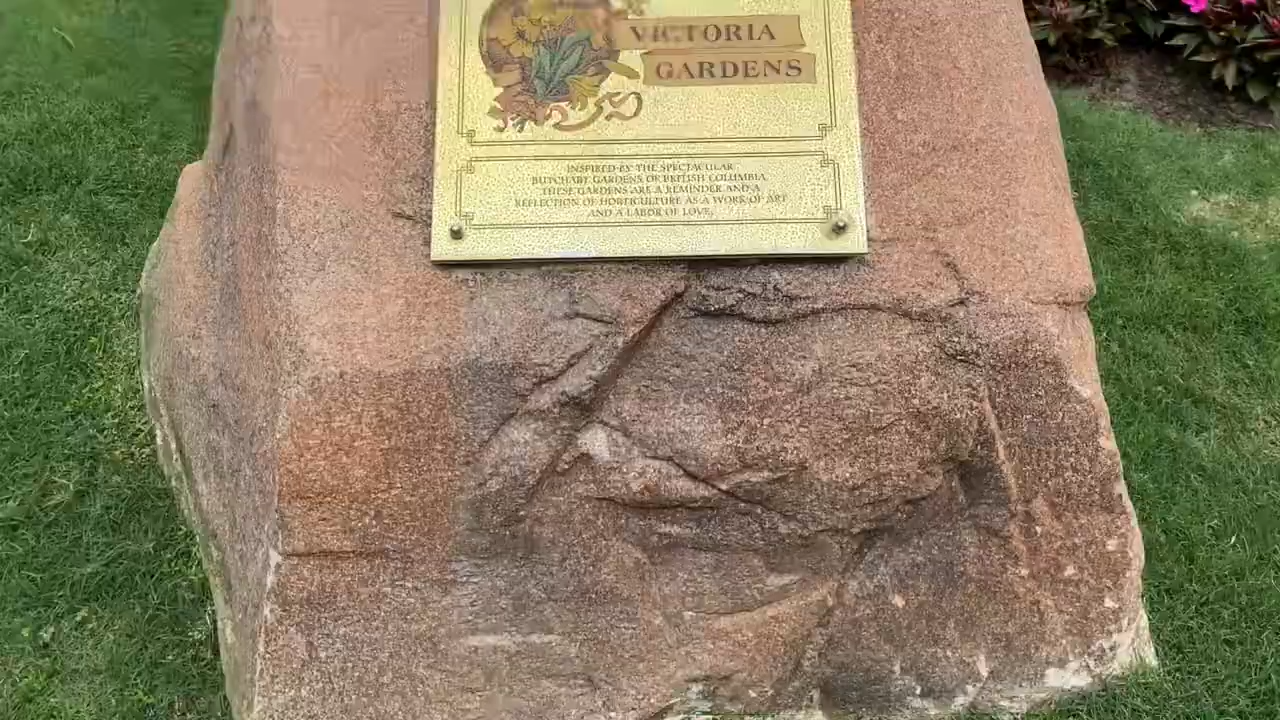 VICTORIA
GARDENS
INSPIRED BY THE SPECTACULAR
BUTCHART GARDENS OF BRITISH COLUMBIA,
THESE GARDENS ARE A REMINDER AND A
REFLECTION OF HORTICULTURE AS A WORK OF ART
AND A LABOR OF LOVE.